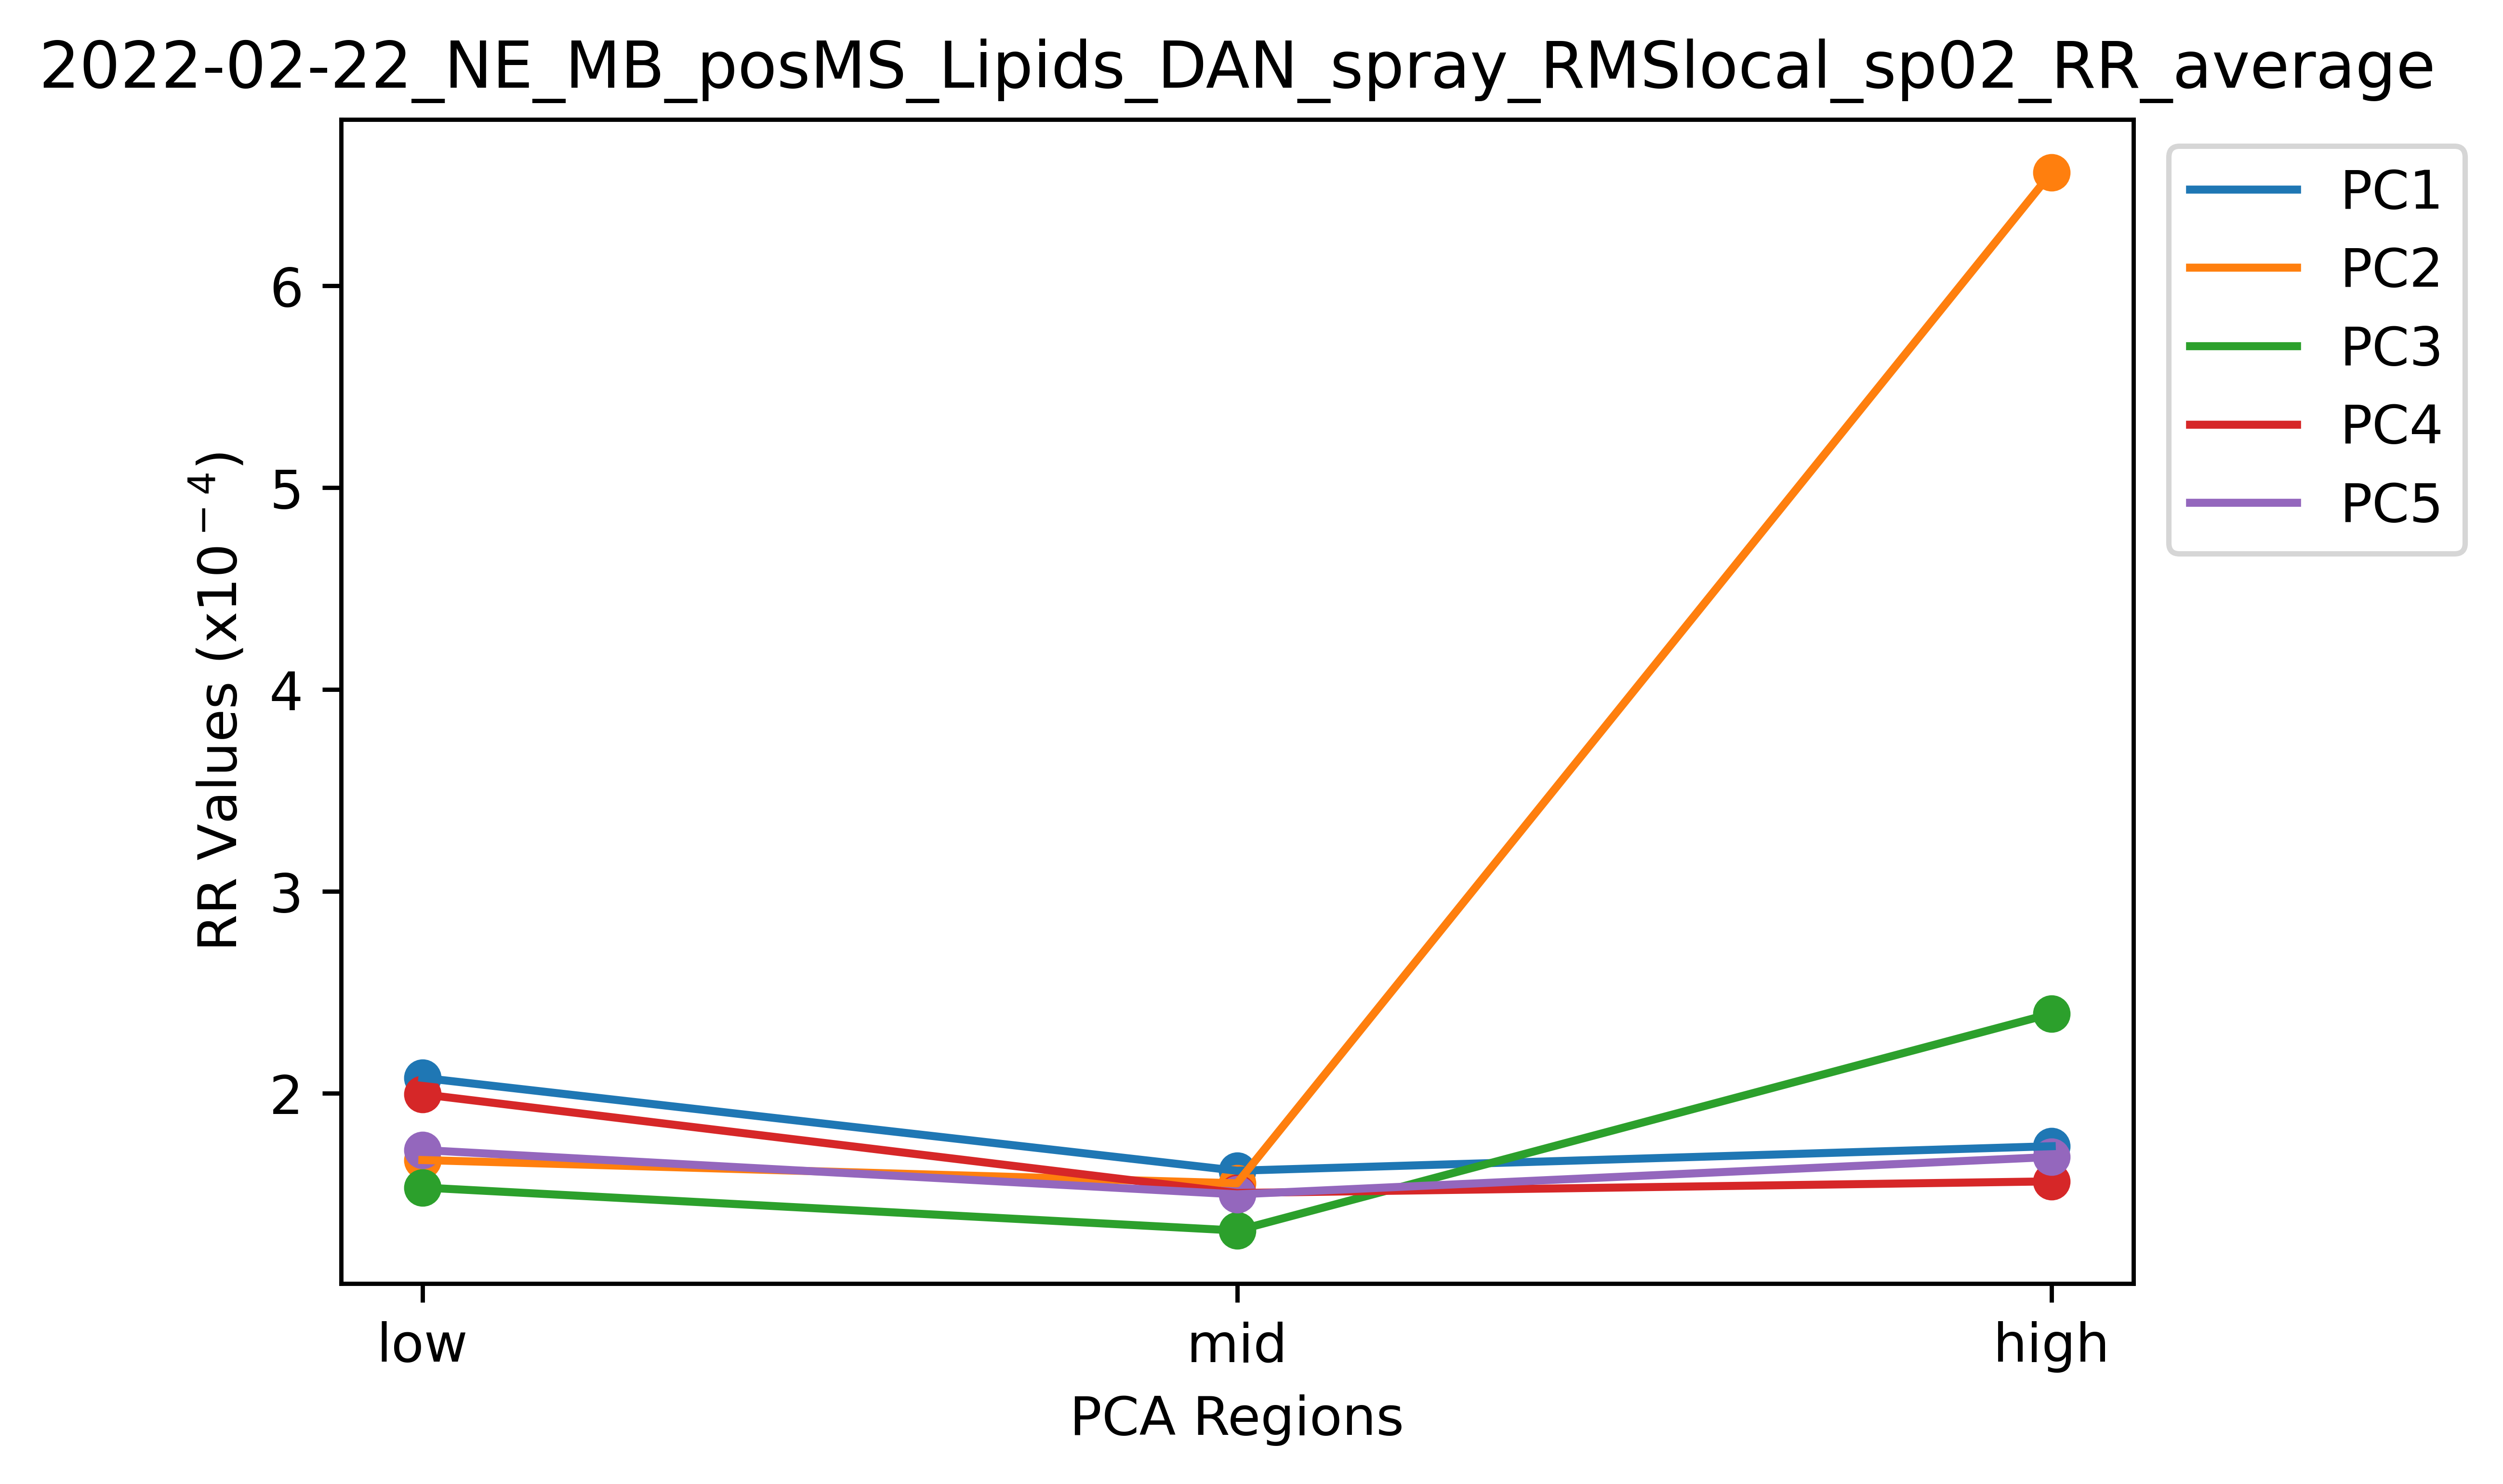 2022-02-22_NE_MB_posMS_Lipids_DAN_spray_RMSlocal_sp02_RR_average
PC1
PC2
PC3
PC4
PC5
RR Values (x10⁻⁴)
6
5
4
3
2
low mid high
PCA Regions